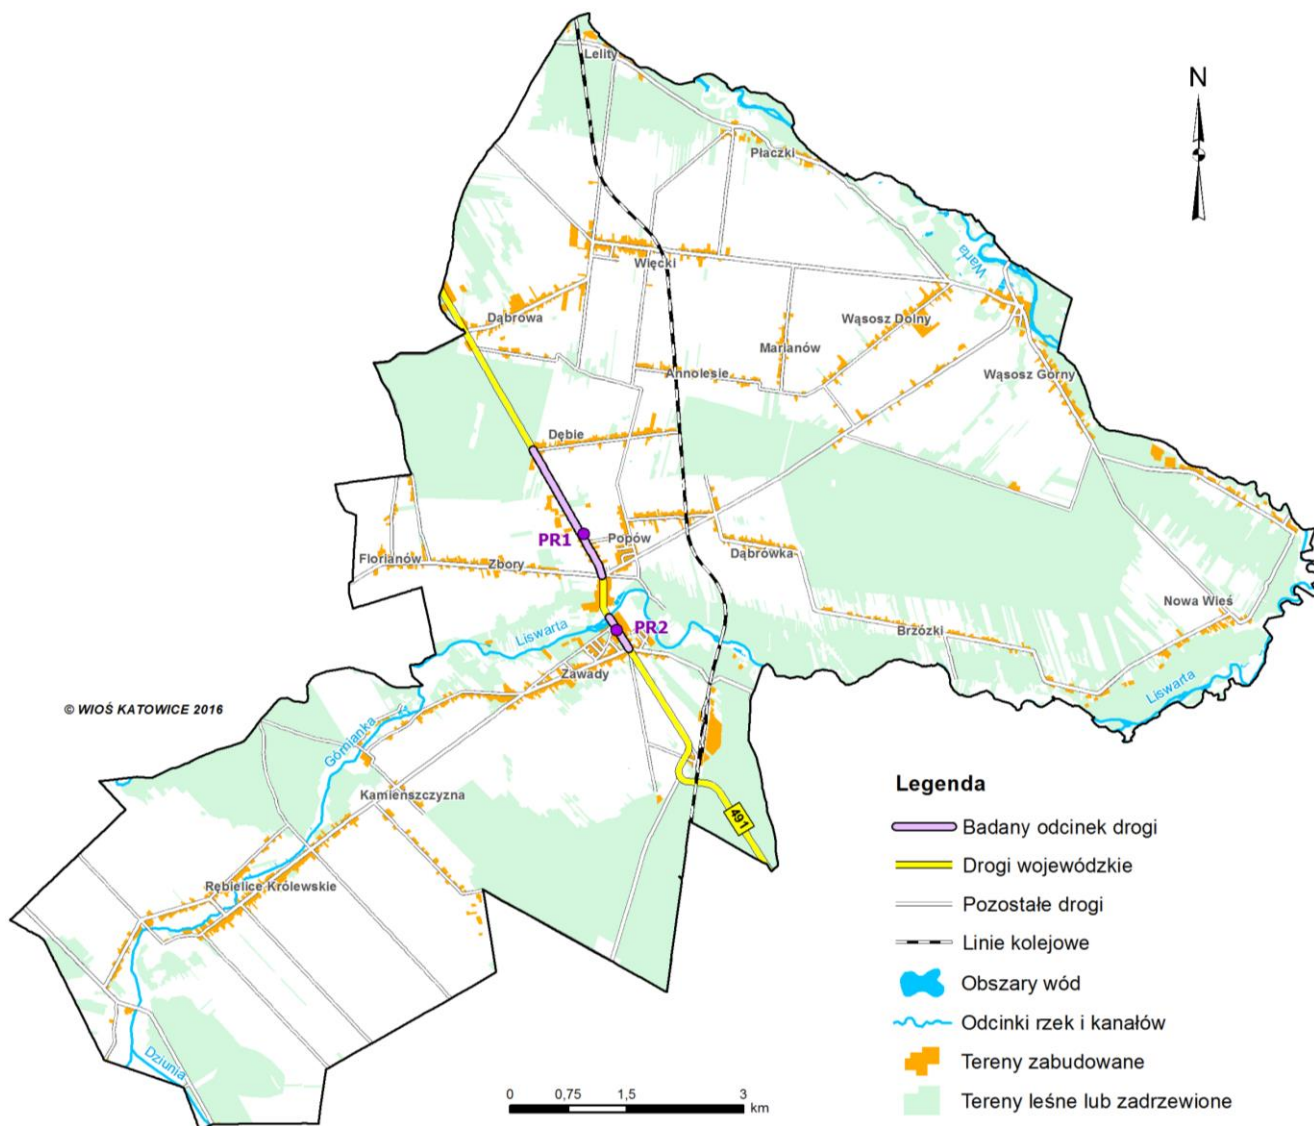 Lelity
N
Płaczki
Warta
Więcki
Dąbrowa
Wąsosz Dolny
Marianów
Annolesie
Wąsosz Górny
Dębie
PR1
Popów
Dąbrówka
Florianów
Zbory
Nowa Wieś
PR2
Brzózki
Liswarta
Zawady
Liswarta
© WIOŚ KATOWICE 2016
Górnianka
Kamieńszczyzna
491
Rębielice Królewskie
Dziunia
Legenda
Badany odcinek drogi
Drogi wojewódzkie
Pozostałe drogi
Linie kolejowe
Obszary wód
Odcinki rzek i kanałów
Tereny zabudowane
Tereny leśne lub zadrzewione
0 0,75 1,5 3
km